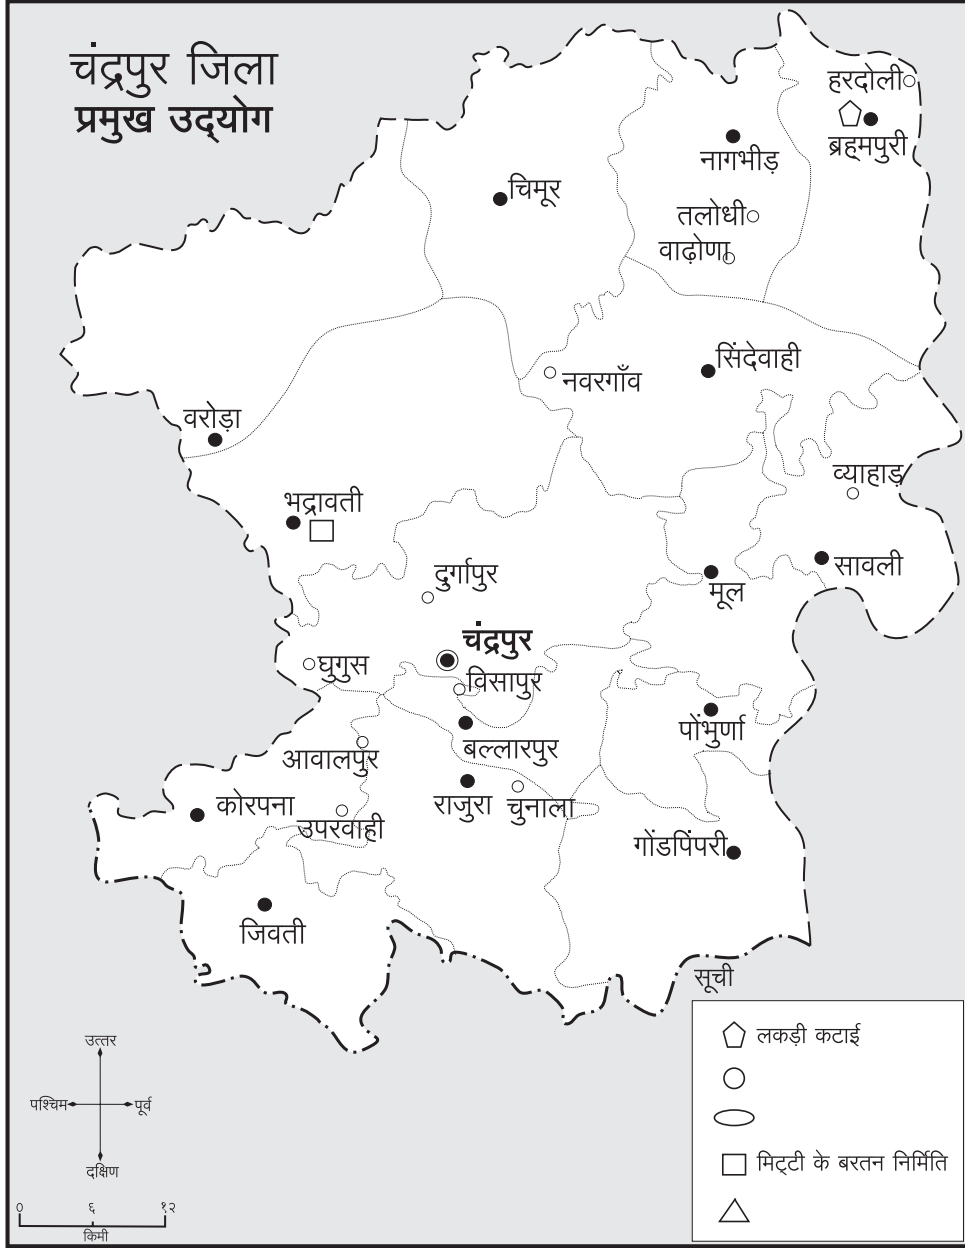 चंद्रपुर जिला
प्रमुख उद्‌योग
हरदोली
ब्रह्मपुरी
नागभीड़
चिमूर
तलोधी
वाढ़ोणा
सिंदेवाही
नवरगाँव
वरोड़ा
व्याहाड़
भद्रावती
सावली
दुर्गापुर
मूल
चंद्रपुर
घुगुस
विसापुर
पोंभुर्णा
बल्लारपुर
आवालपुर
कोरपना
राजुरा
चुनाला
उपरवाही
गोंडपिंपरी
जिवती
सूची
लकड़ी कटाई
मिट्‌टी के बरतन निर्मिति
उत्तर
पश्चिम
पूर्व
दक्षिण
० ६ १२
किमी